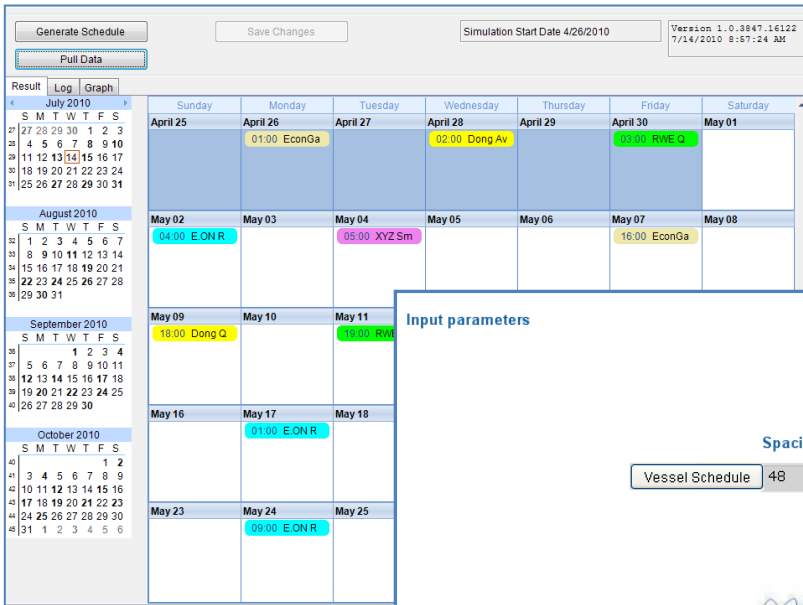 Generate Schedule
Save Changes
Simulation Start Date 4/26/2010
Version 1.0.3847.16122
7/14/2010 8:57:24 AM
Pull Data
Result Log Graph
July 2010
S M T W T F S
27 27 28 29 30 1 2 3
28 4 5 6 7 8 9 10
29 11 12 13 14 15 16 17
30 18 19 20 21 22 23 24
31 25 26 27 28 29 30 31
August 2010
S M T W T F S
32 1 2 3 4 5 6 7
33 8 9 10 11 12 13 14
34 15 16 17 18 19 20 21
35 22 23 24 25 26 27 28
36 29 30 31
September 2010
S M T W T F S
36 1 2 3 4
37 5 6 7 8 9 10 11
38 12 13 14 15 16 17 18
39 19 20 21 22 23 24 25
40 26 27 28 29 30
October 2010
S M T W T F S
40 1 2
41 3 4 5 6 7 8 9
42 10 11 12 13 14 15 16
43 17 18 19 20 21 22 23
44 24 25 26 27 28 29 30
45 31 1 2 3 4 5 6
Sunday Monday Tuesday Wednesday Thursday Friday Saturday
April 25 April 26 April 27 April 28 April 29 April 30 May 01
01:00 EconGa 02:00 Dong Av 03:00 RWE Q
May 02 May 03 May 04 May 05 May 06 May 07 May 08
04:00 E.ON R 05:00 XYZ Sm 16:00 EconGa
May 09 May 10 May 11
18:00 Dong Q 19:00 RWE
May 16 May 17 May 18
01:00 E.ON R
May 23 May 24 May 25
09:00 E.ON R
Input parameters
Spaci
Vessel Schedule 48